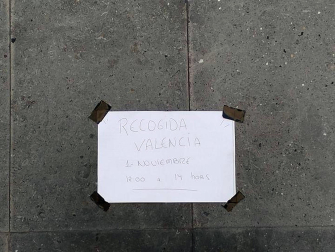 RECOGIDA
VALENCIA
1 NOVIEMBRE
10:00 a 14 horas